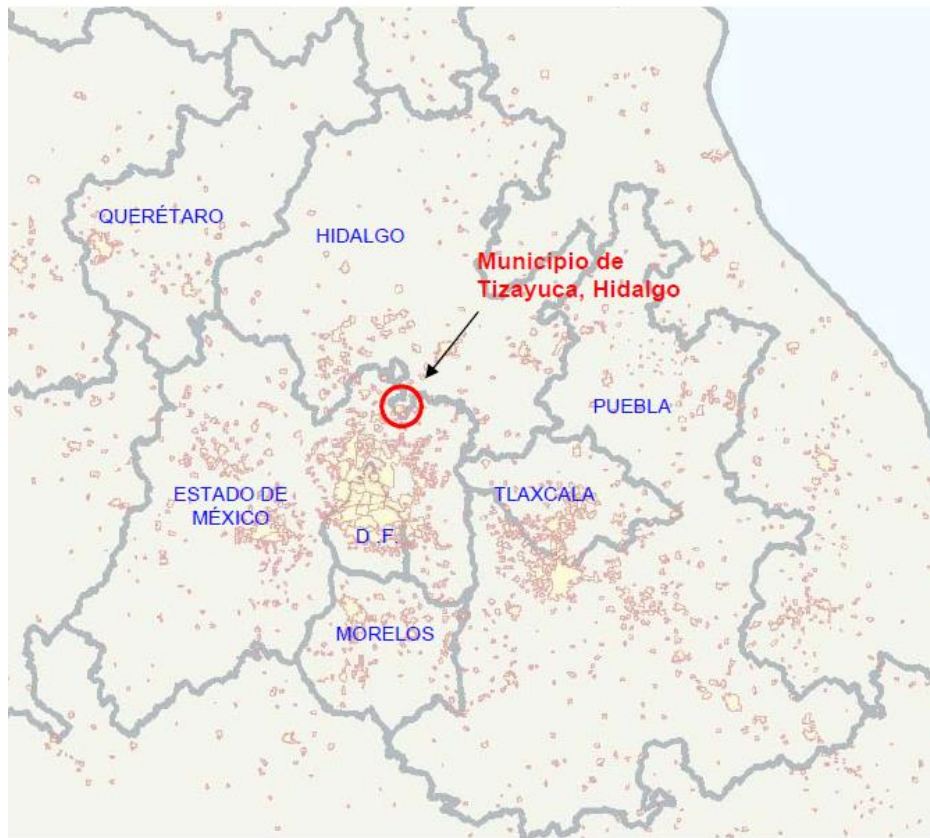 QUERÉTARO
HIDALGO
Municipio de
Tizayuca, Hidalgo
PUEBLA
ESTADO DE
MÉXICO
TLAXCALA
D .F.
MORELOS